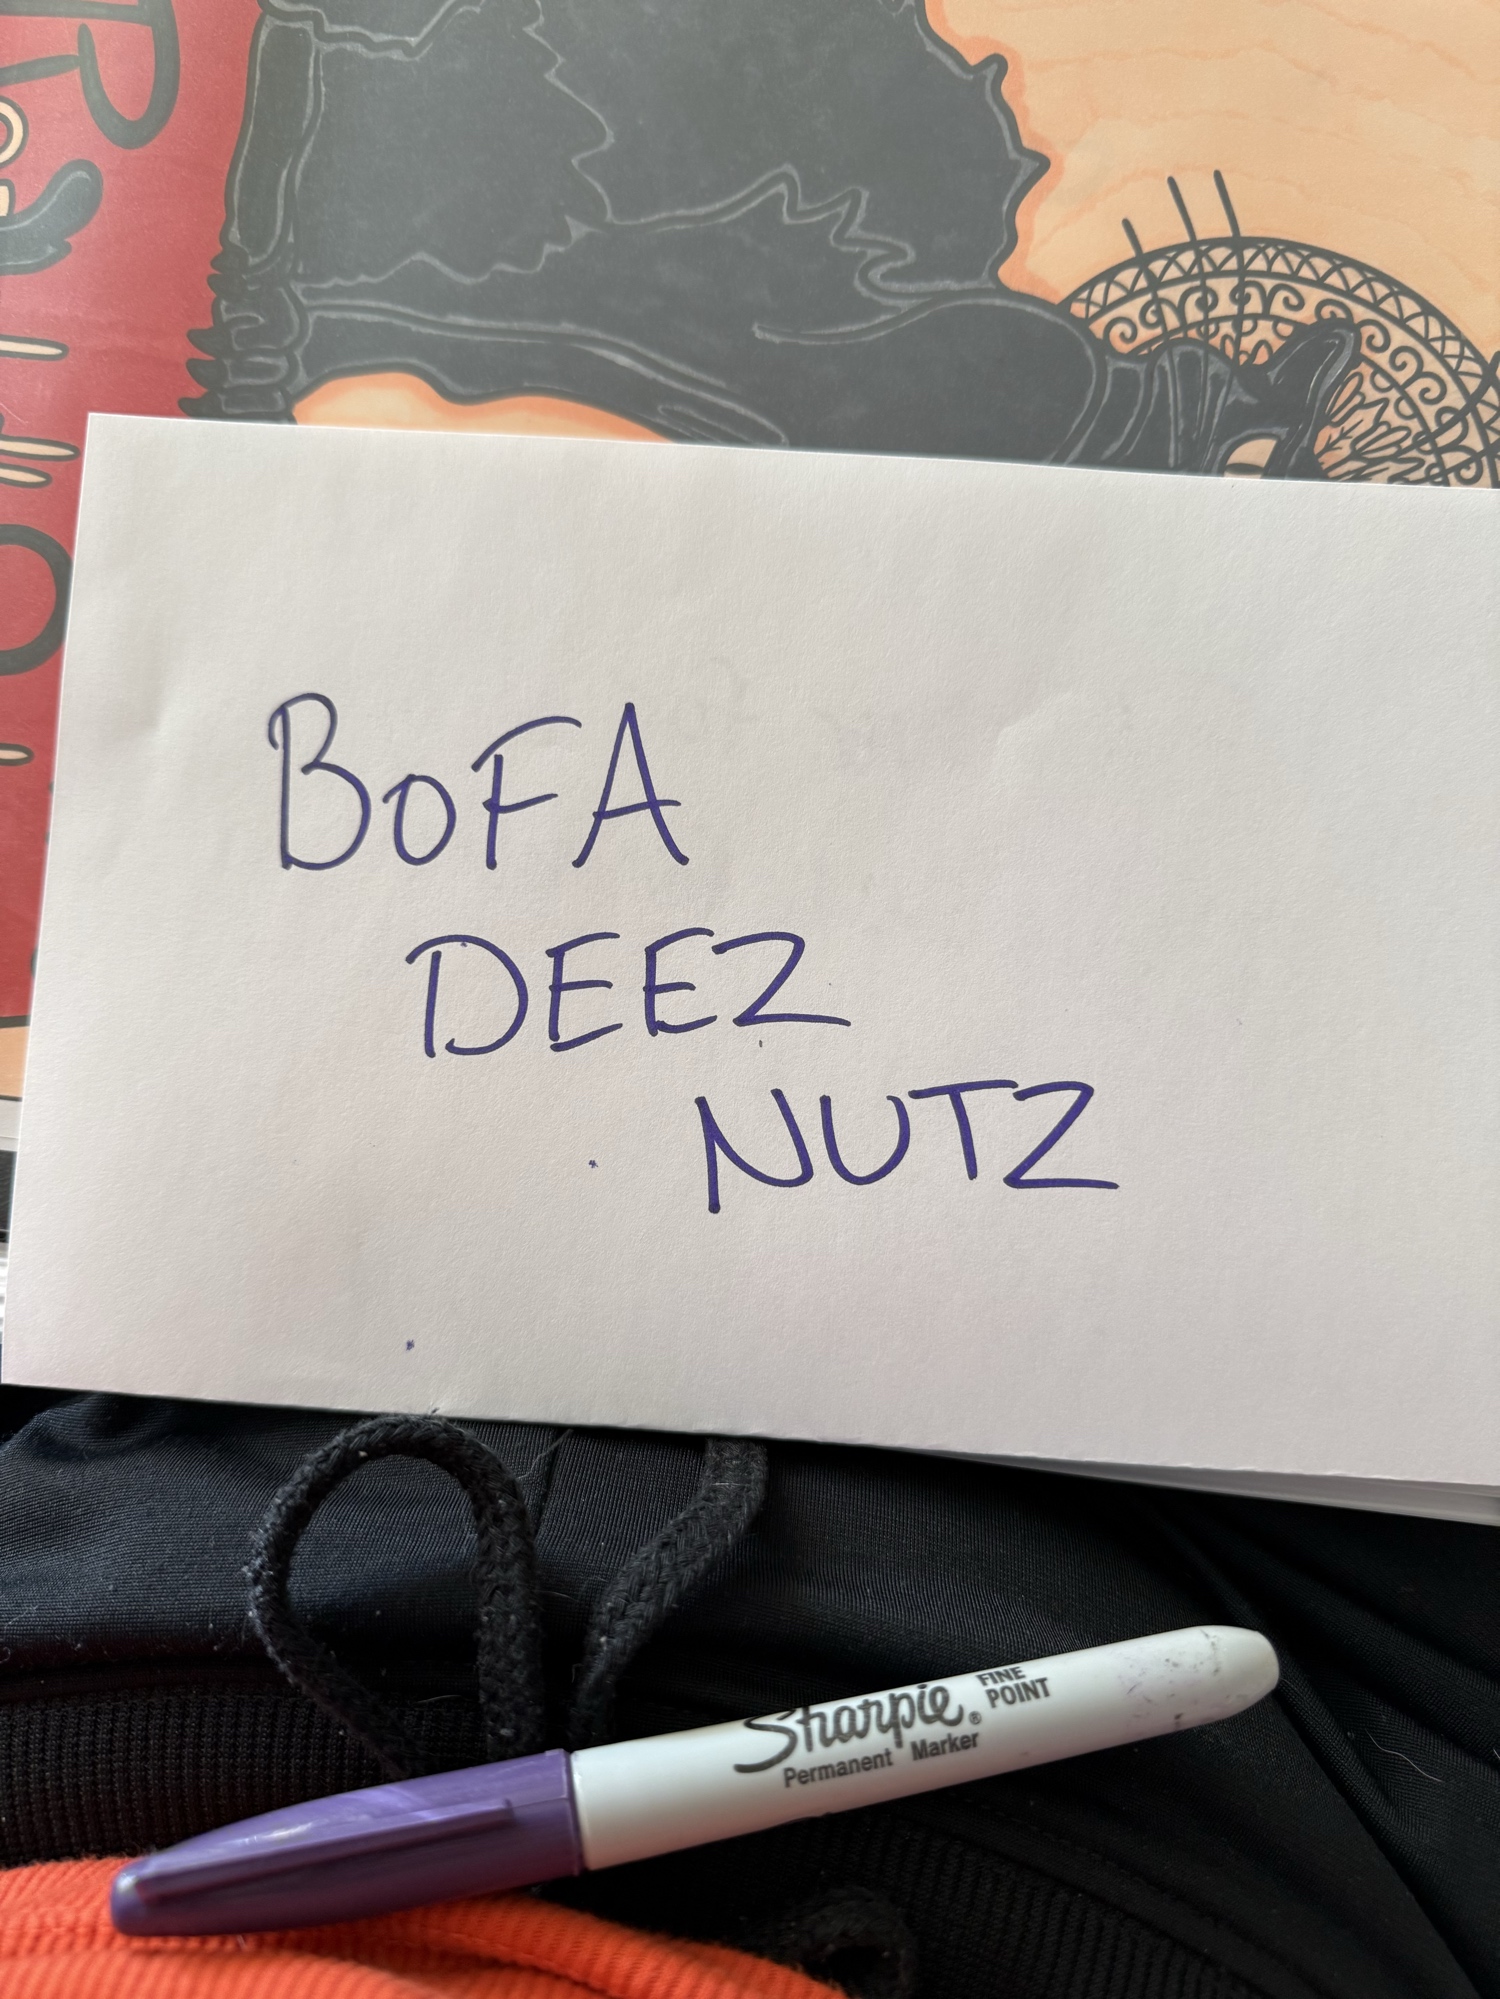 BoFA
DEEZ
NUTZ
Sharpie®
FINE
POINT
Permanent Marker